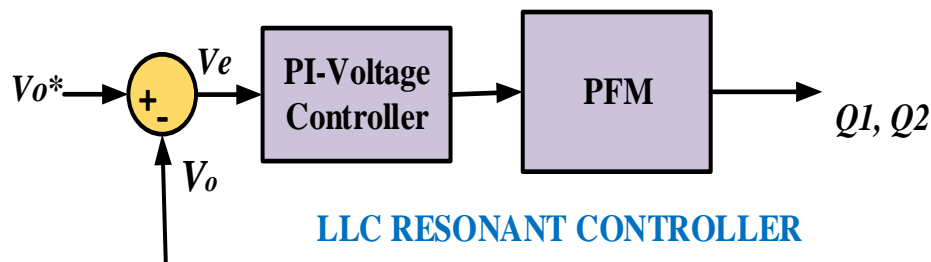 Vo*
+
-
Ve
Vo
PI-Voltage
Controller
PFM
Q1, Q2
LLC RESONANT CONTROLLER